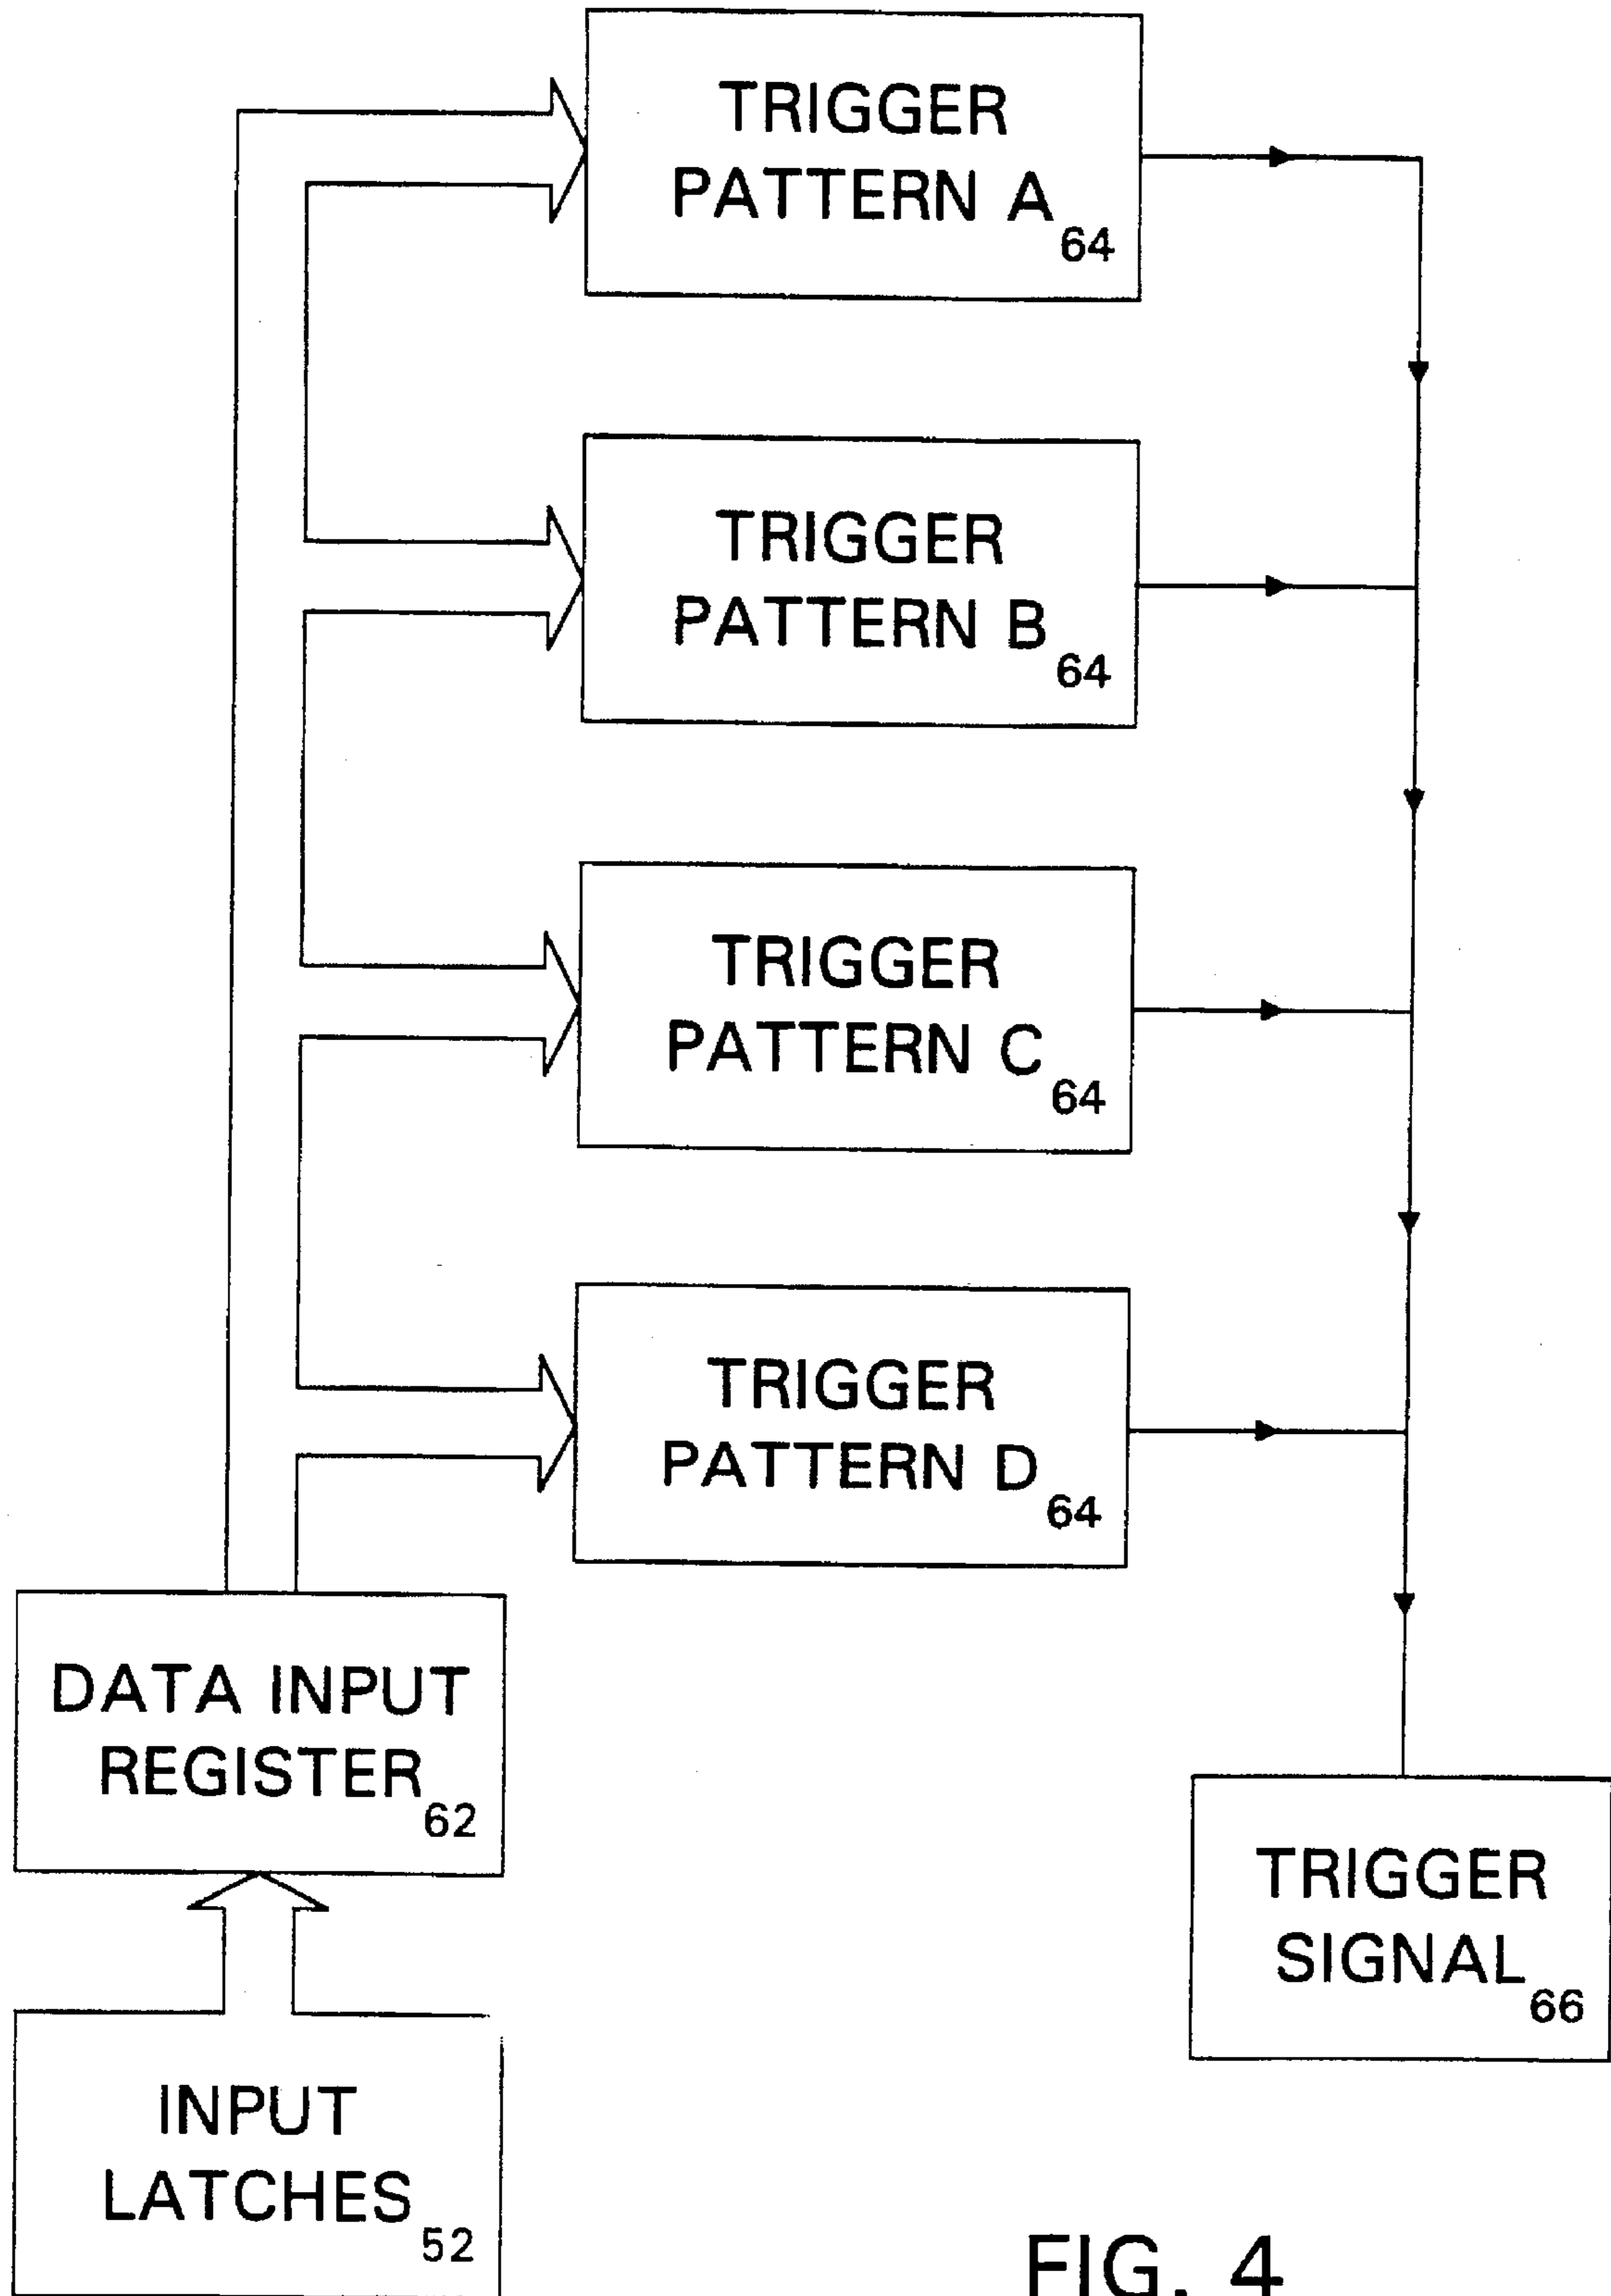 TRIGGER
PATTERN A
64
TRIGGER
PATTERN B
64
TRIGGER
PATTERN C
64
TRIGGER
PATTERN D
64
DATA INPUT
REGISTER
62
TRIGGER
SIGNAL
66
INPUT
LATCHES
52
FIG. 4